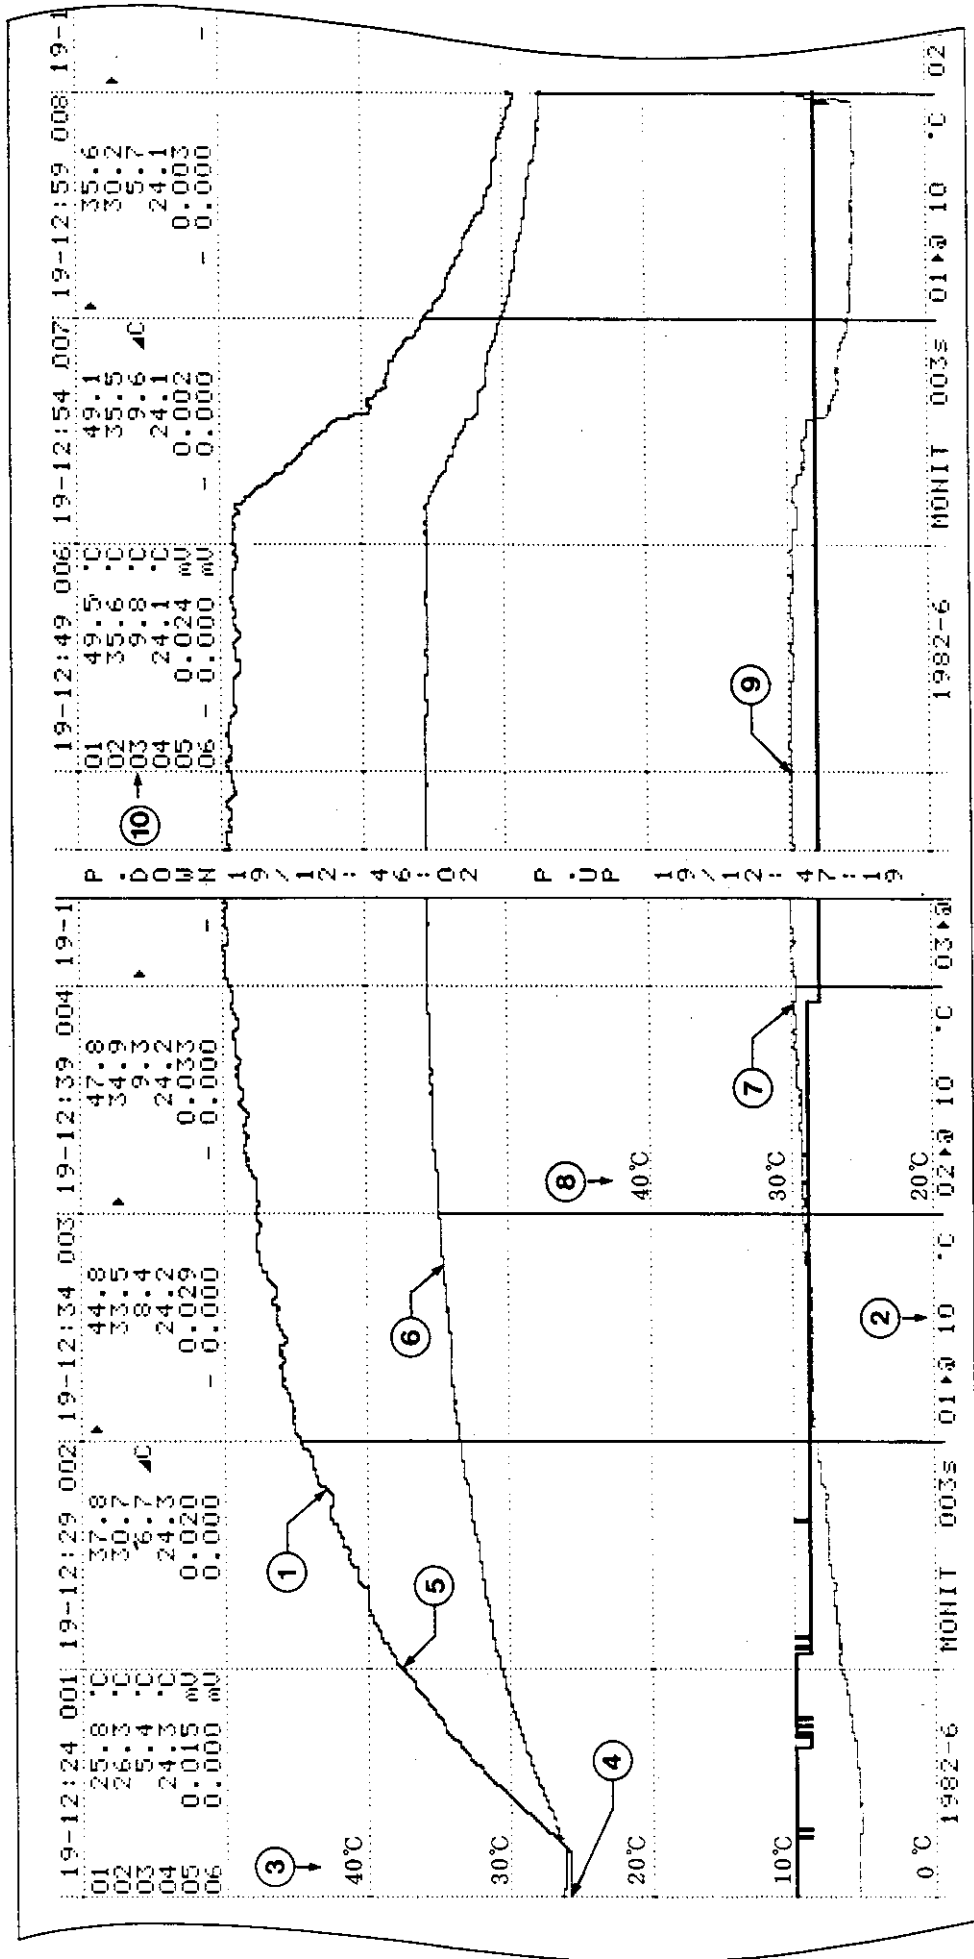 19-12:24 001 19-12:29 002 19-12:34 003 19-12:39 004 19-1
01 25.8 °C 37.8 44.8 47.8
02 26.3 °C 30.7 33.5 34.9
03 5.4 °C 6.7 ⊿C 8.4 9.3
04 24.3 °C 24.3 24.2 24.2
05 0.015 mV 0.020 0.029 0.033
06 0.000 mV 0.000 - 0.000 - 0.000 -
3
40°C
1
30°C
5
6
8
4
20°C
40°C
7
10°C
30°C
2
0°C
20°C
1982-6 MONIT 003s 01▸@ 10 °C 02▸@ 10 °C 03▸@
P.DOWN 19/12:46:02 P.UP 19/12:47:19
19-12:49 006 19-12:54 007 19-12:59 008 19-1
01 49.5 °C 49.1 35.6
02 35.6 °C 35.5 30.2
10
03 9.8 °C 9.6 ⊿C 5.7
04 24.1 °C 24.1 24.1
05 0.024 mV 0.002 0.003
06 - 0.000 mV - 0.000 - 0.000 -
9
1982-6 MONIT 003s 01▸@ 10 °C 02